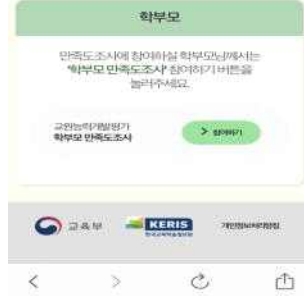 학부모
만족도조사에 참여하실 학부모님께서는
'학부모 만족도조사' 참여하기 버튼을
눌러주세요.
교원능력개발평가
학부모 만족도조사
> 참여하기
교육부
KERIS
한국교육학술정보원
개인정보처리방침